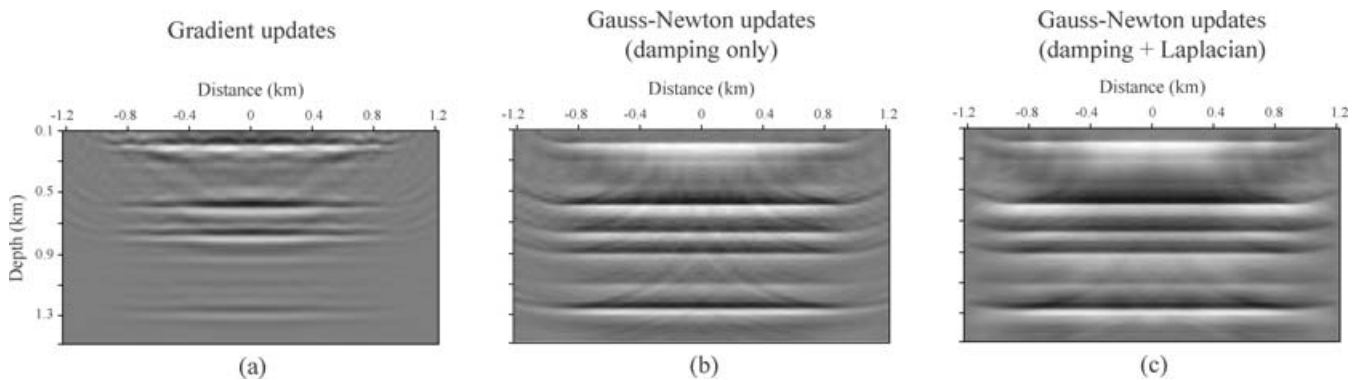 Gradient updates
Gauss-Newton updates
(damping only)
Gauss-Newton updates
(damping + Laplacian)
Distance (km)
Distance (km)
Distance (km)
-1.2 -0.8 -0.4 0 0.4 0.8 1.2
-1.2 -0.8 -0.4 0 0.4 0.8 1.2
-1.2 -0.8 -0.4 0 0.4 0.8 1.2
Depth (km)
0.1
0.5
0.9
1.3
(a)
(b)
(c)